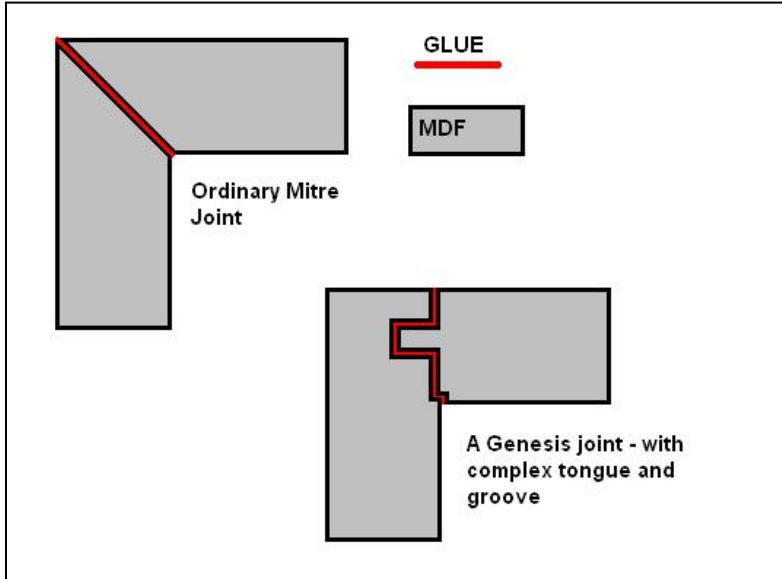 GLUE
MDF
Ordinary Mitre
Joint
A Genesis joint - with
complex tongue and
groove